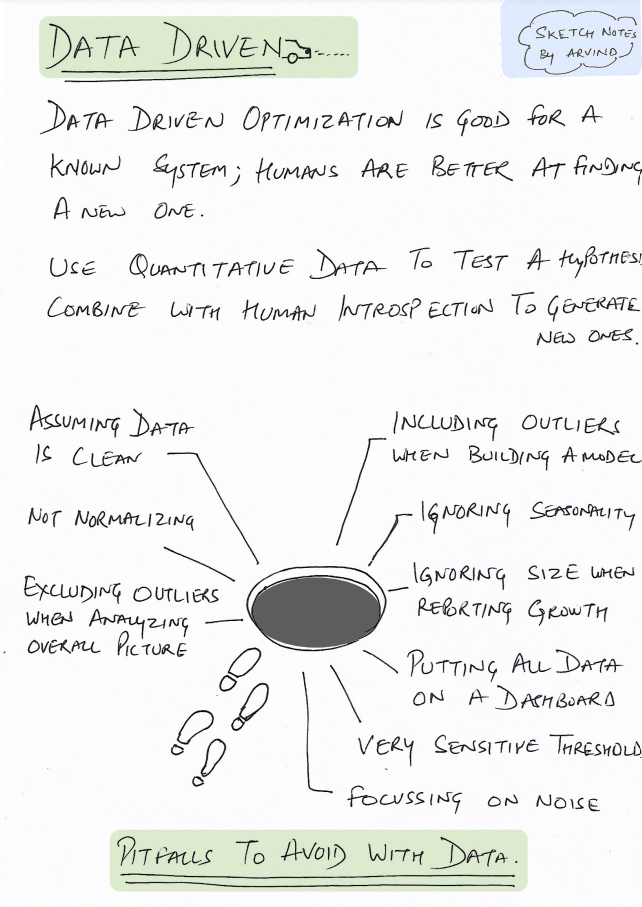 DATA DRIVEN
SKETCH NOTES
BY ARVIND
DATA DRIVEN OPTIMIZATION IS GOOD FOR A
KNOWN SYSTEM; HUMANS ARE BETTER AT FINDING
A NEW ONE.
USE QUANTITATIVE DATA TO TEST A HYPOTHESI
COMBINE WITH HUMAN INTROSPECTION TO GENERATE
NEW ONES.
ASSUMING DATA
IS CLEAN
NOT NORMALIZING
EXCLUDING OUTLIERS
WHEN ANALYZING
OVERALL PICTURE
INCLUDING OUTLIERS
WHEN BUILDING A MODEL
IGNORING SEASONALITY
IGNORING SIZE WHEN
REPORTING GROWTH
PUTTING ALL DATA
ON A DASHBOARD
VERY SENSITIVE THRESHOLD
FOCUSSING ON NOISE
PITFALLS TO AVOID WITH DATA.